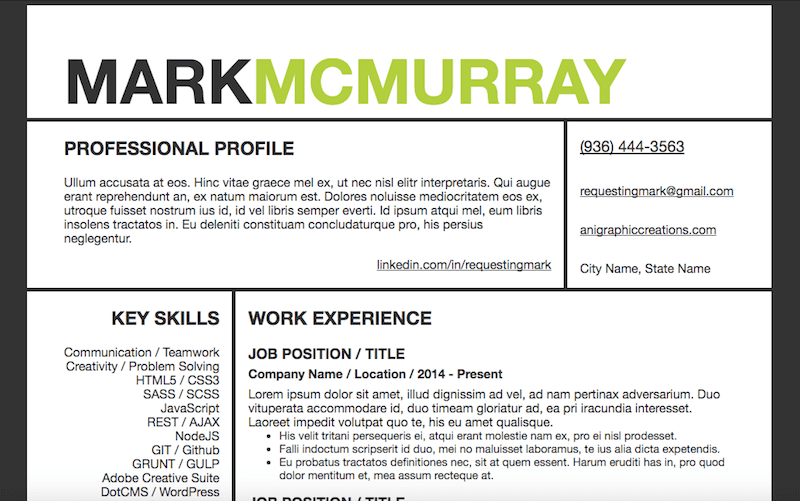 MARKMCMURRAY
PROFESSIONAL PROFILE
Ullum accusata at eos. Hinc vitae graece mel ex, ut nec nisl elitr interpretaris. Qui augue
erant reprehendunt an, ex natum maiorum est. Dolores noluisse mediocritatem eos ex,
utroque fuisset nostrum ius id, id vel libris semper everti. Id ipsum atqui mel, eum libris
insolens tractatos in. Eu deleniti constituam concludaturque pro, his persius
neglegentur.
linkedin.com/in/requestingmark
(936) 444-3563
requestingmark@gmail.com
anigraphiccreations.com
City Name, State Name
KEY SKILLS
Communication / Teamwork
Creativity / Problem Solving
HTML5 / CSS3
SASS / SCSS
JavaScript
REST / AJAX
NodeJS
GIT / Github
GRUNT / GULP
Adobe Creative Suite
DotCMS / WordPress
WORK EXPERIENCE
JOB POSITION / TITLE
Company Name / Location / 2014 - Present
Lorem ipsum dolor sit amet, illud dignissim ad vel, ad nam pertinax adversarium. Duo
vituperata accommodare id, duo timeam gloriatur ad, ea pri iracundia interesset.
Laoreet impedit volutpat quo te, his eu amet qualisque.
• His velit tritani persequeris ei, atqui erant molestie nam ex, pro ei nisl prodesset.
• Falli indoctum scripserit id duo, mei no maluisset laboramus, te ius alia dicta expetendis.
• Eu probatus tractatos definitiones nec, sit at quem essent. Harum eruditi has in, pro quod
dolor mentitum et, mea assum recteque at.
JOB POSITION / TITLE